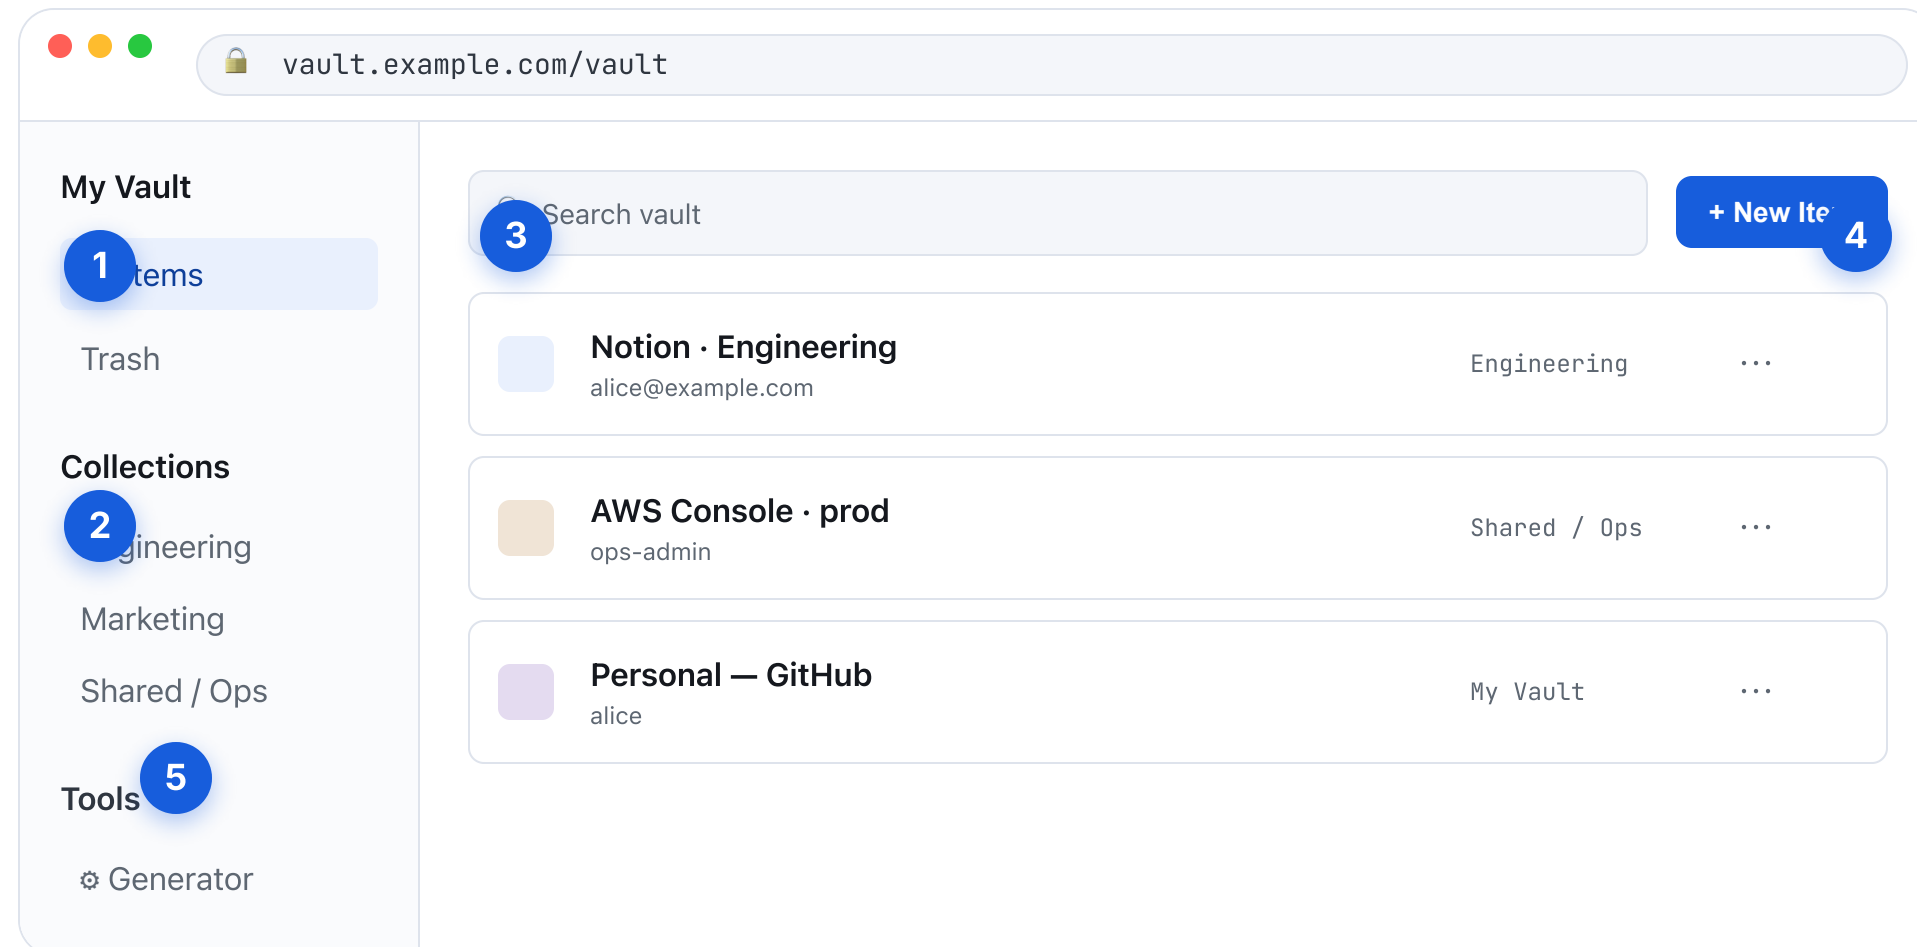 vault.example.com/vault
My Vault
1
tems
Trash
Collections
2
gineering
Marketing
Shared / Ops
5
Tools
⚙ Generator
3
Search vault
+ New Ite
4
Notion · Engineering
alice@example.com
Engineering
···
AWS Console · prod
ops-admin
Shared / Ops
···
Personal — GitHub
alice
My Vault
···